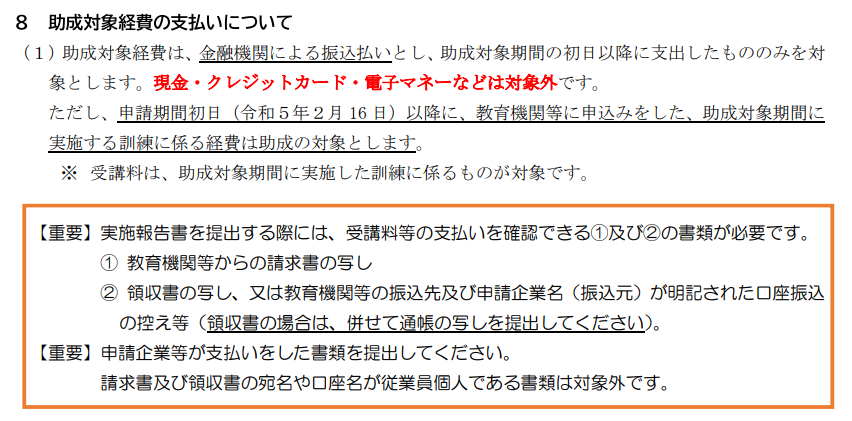 8 助成対象経費の支払いについて
（１）助成対象経費は、金融機関による振込払いとし、助成対象期間の初日以降に支出したもののみを対
象とします。現金・クレジットカード・電子マネーなどは対象外です。
ただし、申請期間初日（令和５年２月 16 日）以降に、教育機関等に申込みをした、助成対象期間に
実施する訓練に係る経費は助成の対象とします。
※ 受講料は、助成対象期間に実施した訓練に係るものが対象です。
【重要】実施報告書を提出する際には、受講料等の支払いを確認できる①及び②の書類が必要です。
① 教育機関等からの請求書の写し
② 領収書の写し、又は教育機関等の振込先及び申請企業名（振込元）が明記された口座振込
の控え等（領収書の場合は、併せて通帳の写しを提出してください）。
【重要】申請企業等が支払いをした書類を提出してください。
請求書及び領収書の宛名や口座名が従業員個人である書類は対象外です。